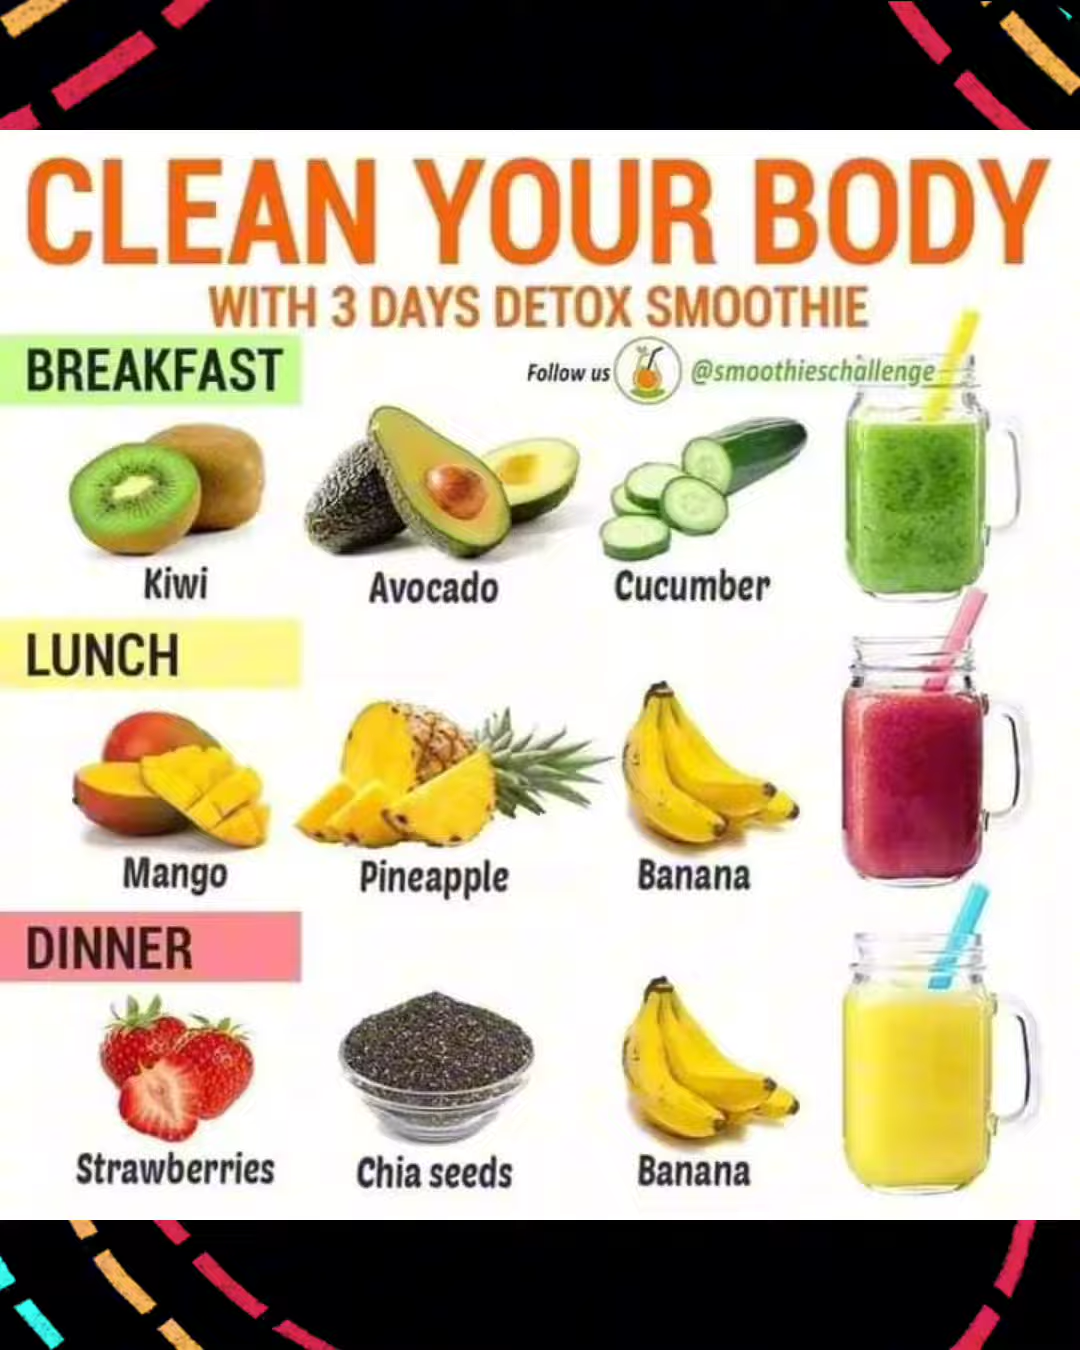 CLEAN YOUR BODY
WITH 3 DAYS DETOX SMOOTHIE
BREAKFAST
Follow us @smoothieschallenge
Kiwi
Avocado
Cucumber
LUNCH
Mango
Pineapple
Banana
DINNER
Strawberries
Chia seeds
Banana